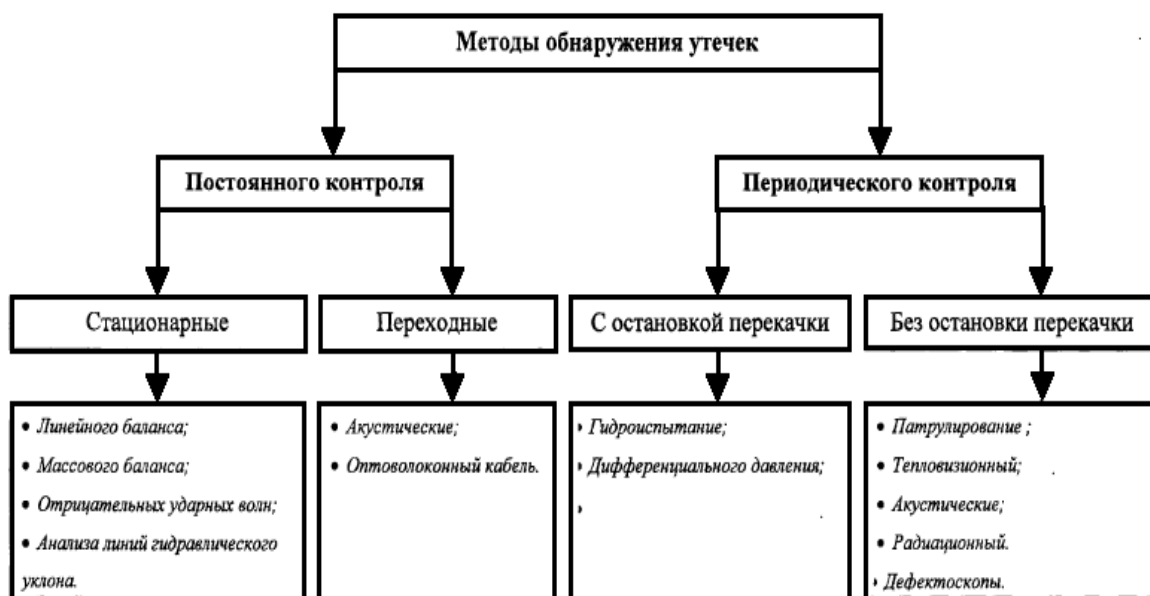 Методы обнаружения утечек
Постоянного контроля
Периодического контроля
Стационарные
Переходные
С остановкой перекачки
Без остановки перекачки
• Линейного баланса;
• Массового баланса;
• Отрицательных ударных волн;
• Анализа линий гидравлического
уклона.
• Акустические;
• Оптоволоконный кабель.
• Гидроиспытание;
• Дифференциального давления;
•
• Патрулирование ;
• Тепловизионный;
• Акустические;
• Радиационный.
• Дефектоскопы.